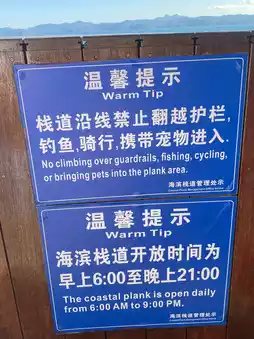 温馨提示
Warm Tip
栈道沿线禁止翻越护栏,
钓鱼,骑行,携带宠物进入.
No climbing over guardrails, fishing, cycling,
or bringing pets into the plank area.
海滨栈道管理处示
温馨提示
Warm Tip
海滨栈道开放时间为
早上6:00至晚上21:00
The coastal plank is open daily
from 6:00 AM to 9:00 PM.
海滨栈道管理处示